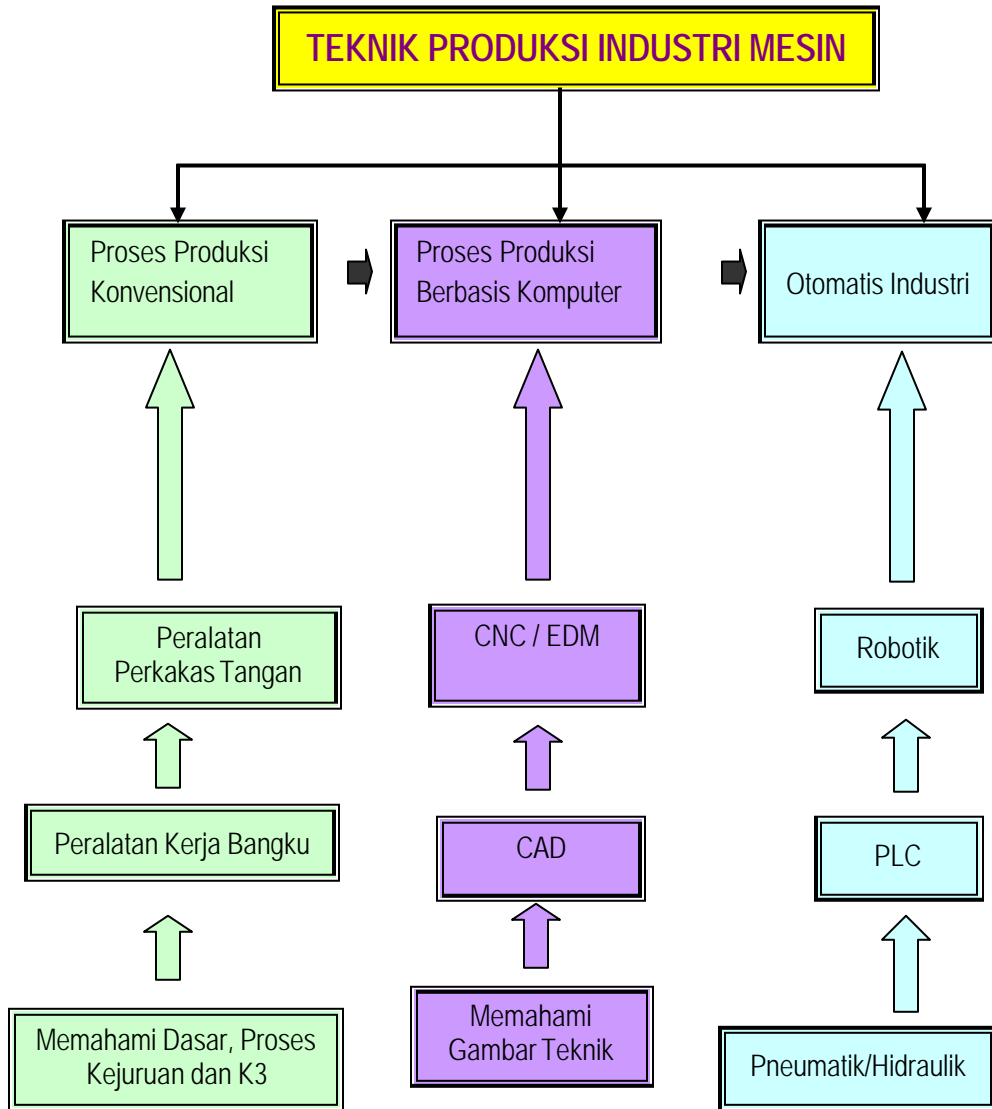 TEKNIK PRODUKSI INDUSTRI MESIN
Proses Produksi
Konvensional
Proses Produksi
Berbasis Komputer
Otomatis Industri
Peralatan
Perkakas Tangan
CNC / EDM
Robotik
Peralatan Kerja Bangku
CAD
PLC
Memahami Dasar, Proses
Kejuruan dan K3
Memahami
Gambar Teknik
Pneumatik/Hidraulik